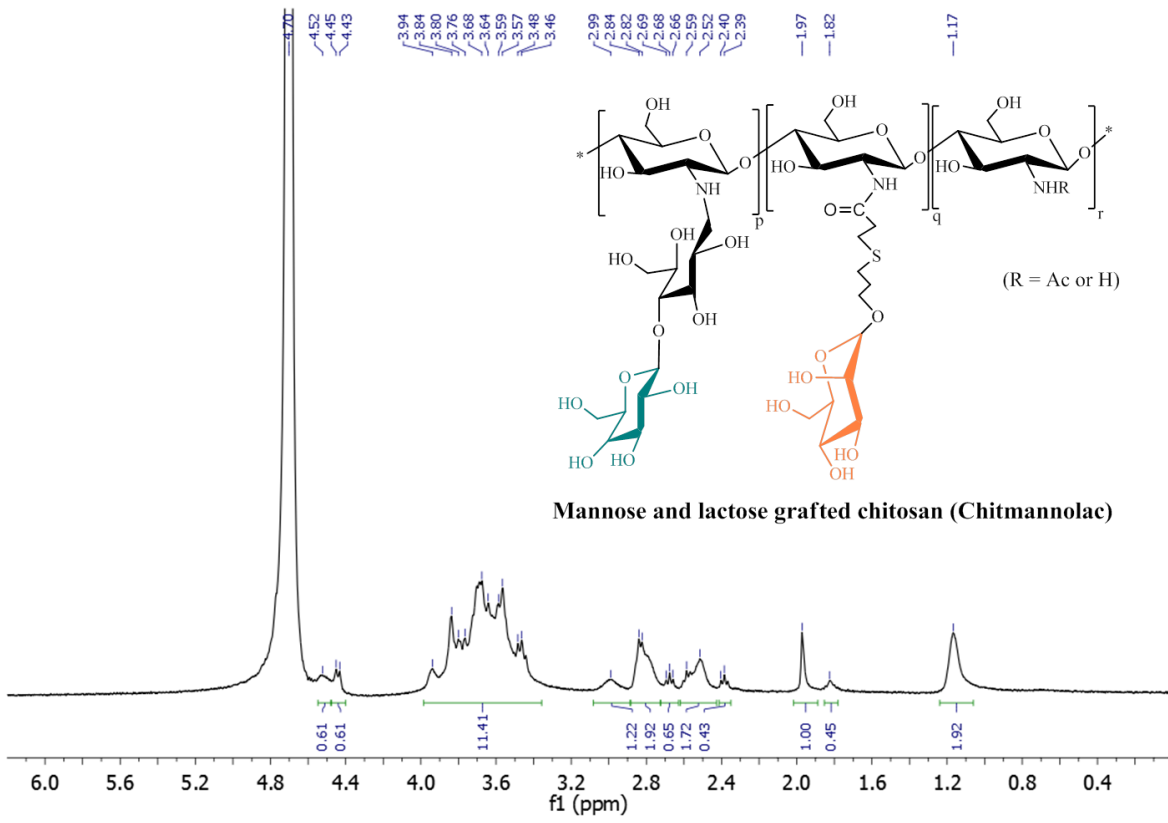 4.70 4.52 4.45 4.43 3.94 3.84 3.80 3.76 3.68 3.64 3.59 3.57 3.48 3.46 2.99 2.84 2.82 2.69 2.68 2.66 2.59 2.52 2.40 2.39 1.97 1.82 1.17
OH OH OH
* O O O O O O *
HO HO HO
NH NH NHR
p q r
O C
OH OH OH S
HO (R = Ac or H)
OH O
O
O O
HO
O OH HO
HO HO
HO HO HO
OH
Mannose and lactose grafted chitosan (Chitmannolac)
0.61 0.61 11.41 1.22 1.92 0.65 1.72 0.43 1.00 0.45 1.92
6.0 5.6 5.2 4.8 4.4 4.0 3.6 3.2 2.8 2.4 2.0 1.6 1.2 0.8 0.4
f1 (ppm)